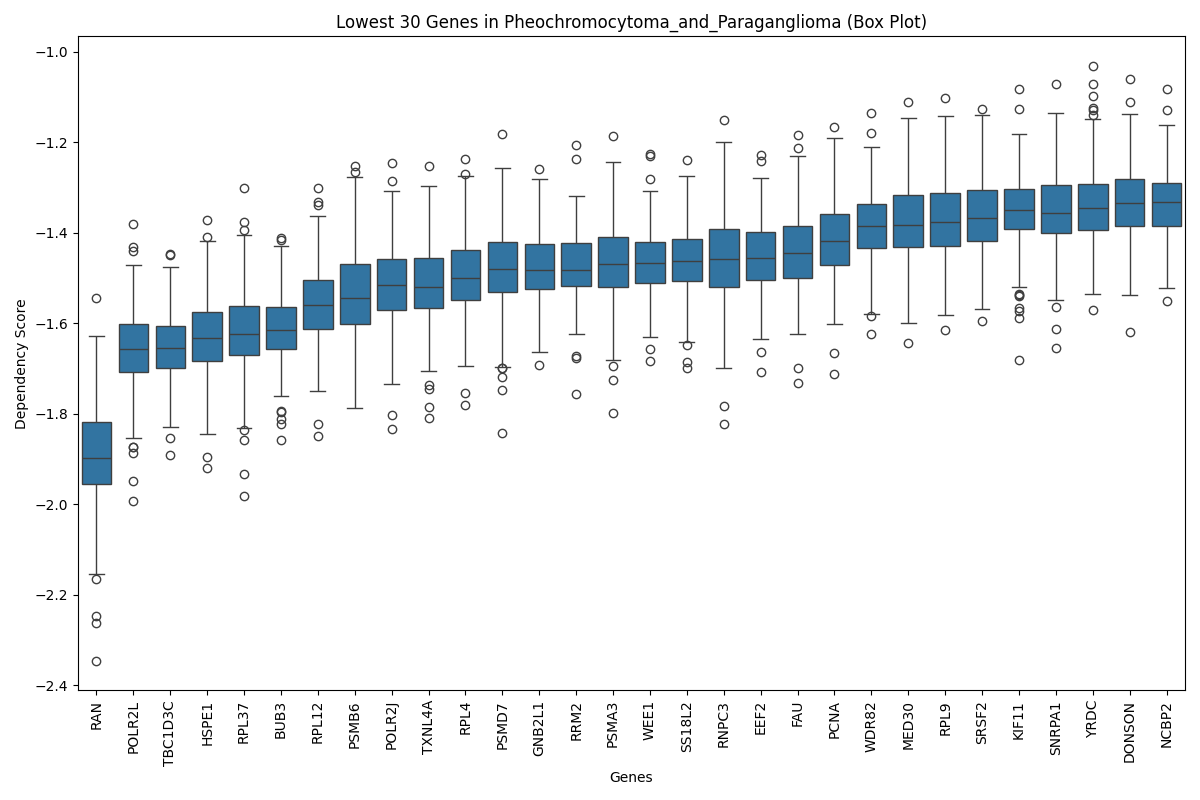 Lowest 30 Genes in Pheochromocytoma_and_Paraganglioma (Box Plot)
Dependency Score
−1.0
−1.2
−1.4
−1.6
−1.8
−2.0
−2.2
−2.4
RAN
POLR2L
TBC1D3C
HSPE1
RPL37
BUB3
RPL12
PSMB6
POLR2J
TXNL4A
RPL4
PSMD7
GNB2L1
RRM2
PSMA3
WEE1
SS18L2
RNPC3
EEF2
FAU
PCNA
WDR82
MED30
RPL9
SRSF2
KIF11
SNRPA1
YRDC
DONSON
NCBP2
Genes